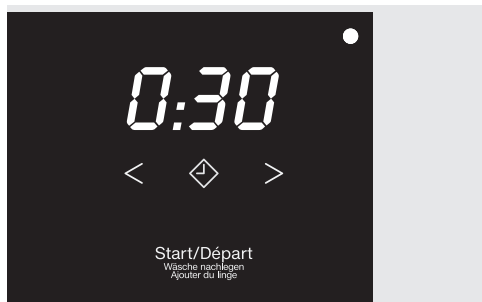 0:30
< >
Start/Départ
Wäsche nachlegen
Ajouter du linge